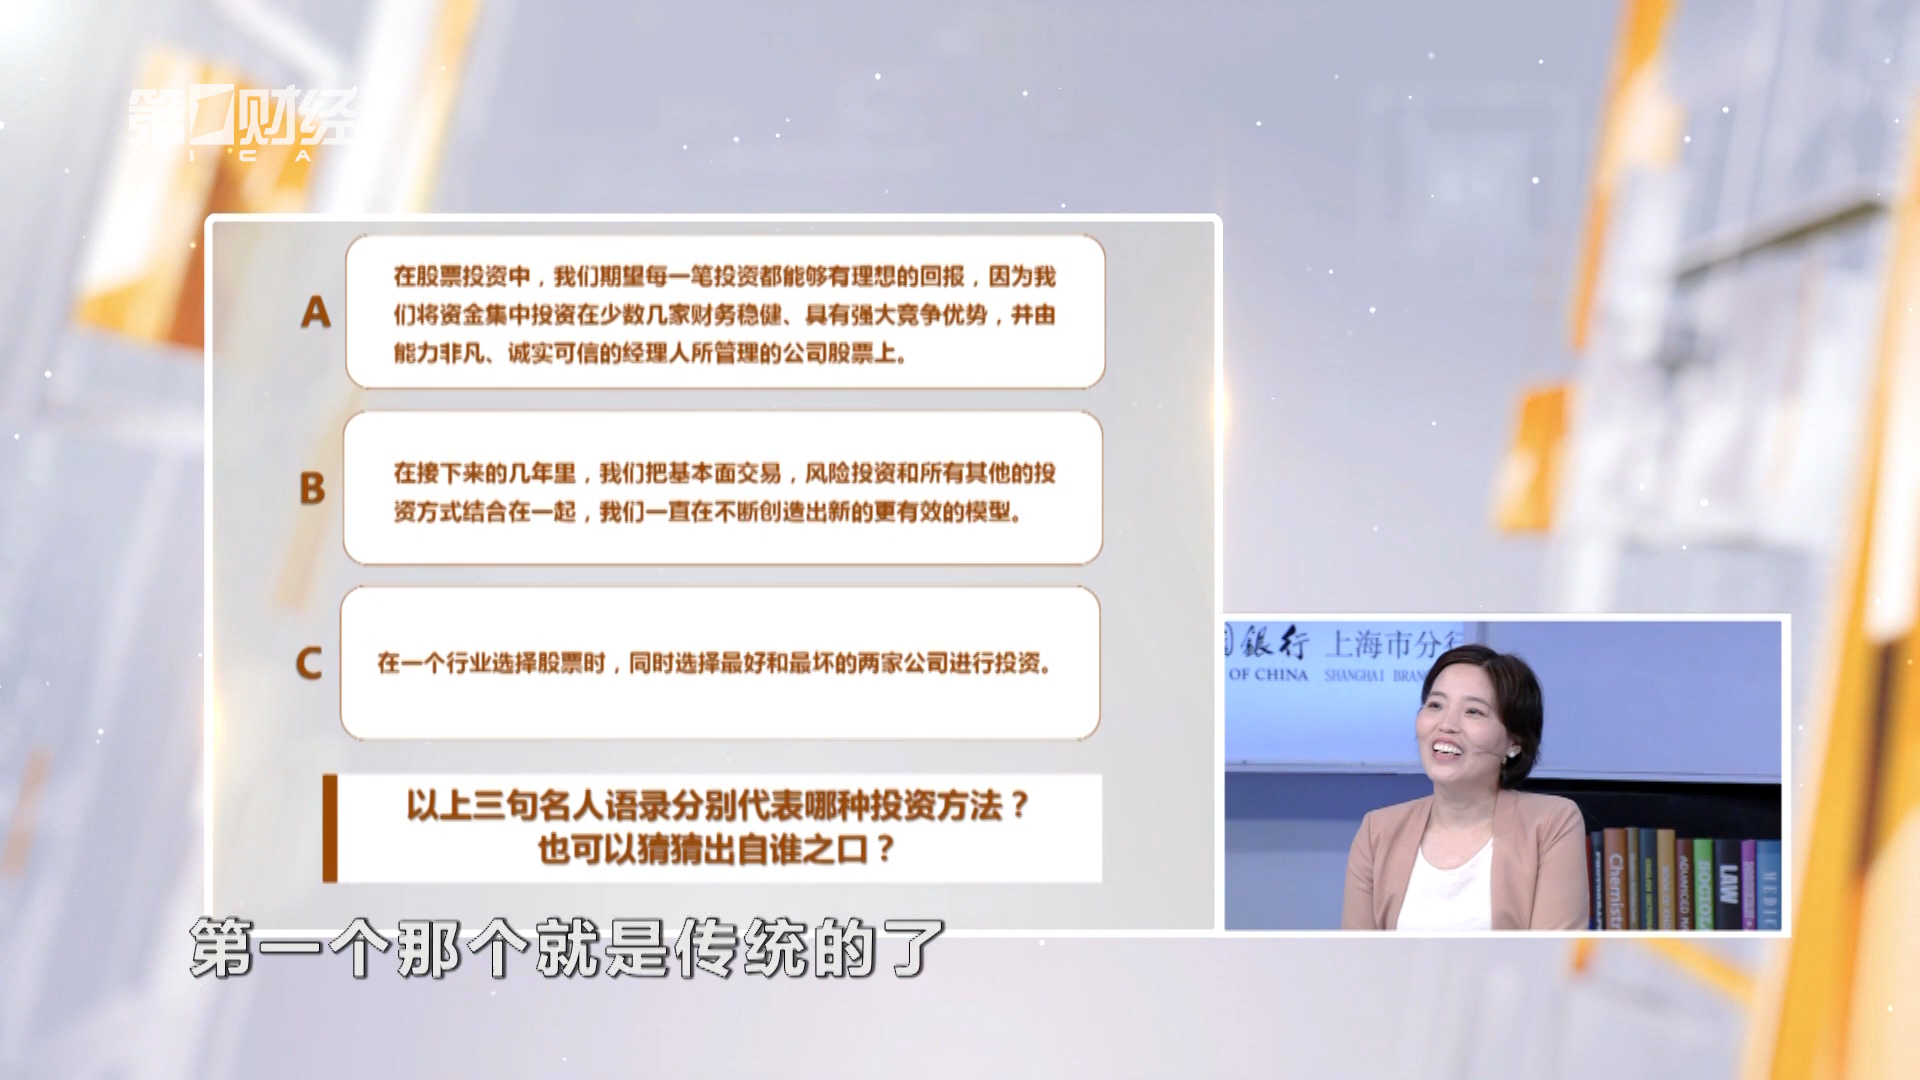 第一财经
ICA
A
在股票投资中，我们期望每一笔投资都能够有理想的回报，因为我
们将资金集中投资在少数几家财务稳健、具有强大竞争优势，并由
能力非凡、诚实可信的经理人所管理的公司股票上。
B
在接下来的几年里，我们把基本面交易，风险投资和所有其他的投
资方式结合在一起，我们一直在不断创造出新的更有效的模型。
C
在一个行业选择股票时，同时选择最好和最坏的两家公司进行投资。
以上三句名人语录分别代表哪种投资方法？
也可以猜猜出自谁之口？
銀行 上海市分行
OF CHINA SHANGHAI BRAN
Chemist
LAW
第一个那个就是传统的了